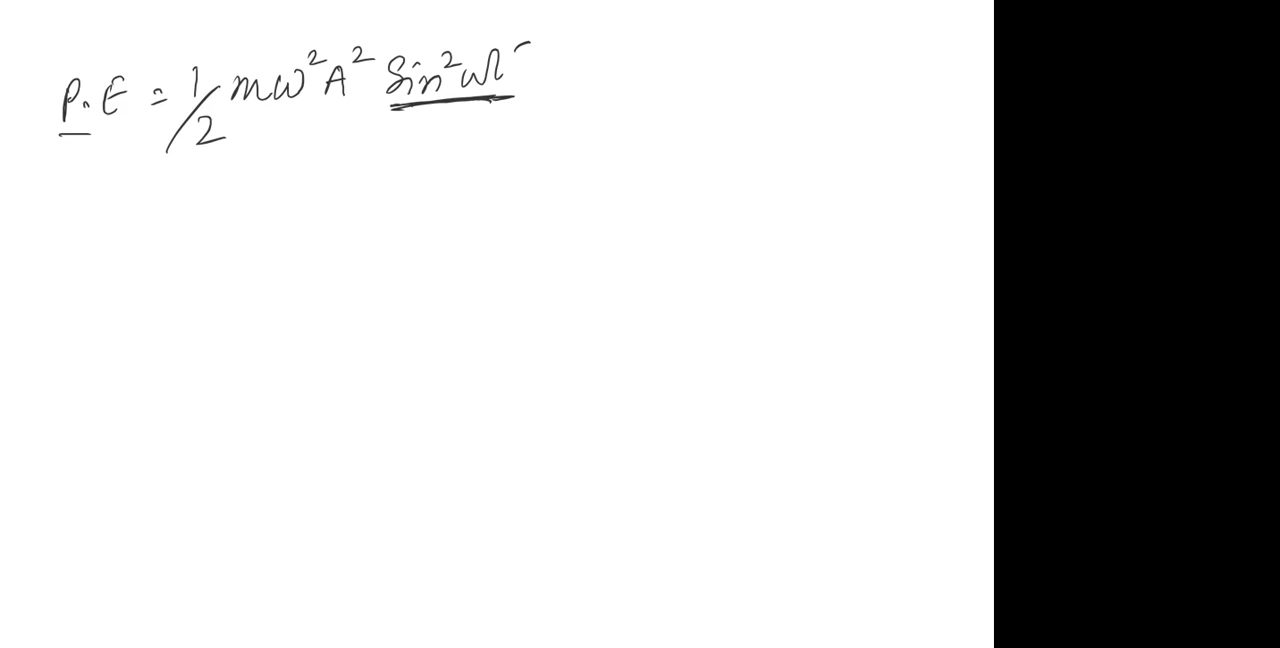 P.E = 1/2 mω²A² Sin²ωt